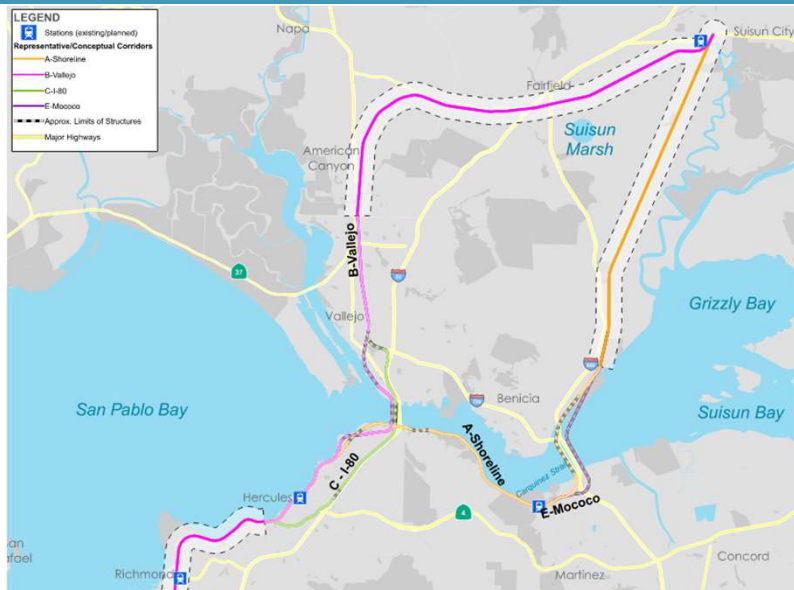 LEGEND
Stations (existing/planned)
Representative/Conceptual Corridors
A-Shoreline
B-Vallejo
C-I-80
E-Mococo
Approx. Limits of Structures
Major Highways
Napa
Suisun City
Fairfield
Suisun
Marsh
American
Canyon
B-Vallejo
37
80
Vallejo
Grizzly Bay
San Pablo Bay
Benicia
Suisun Bay
A-Shoreline
C - I-80
Carquinez Strait
Hercules
E-Mococo
4
San
Rafael
Richmond
Martinez
Concord